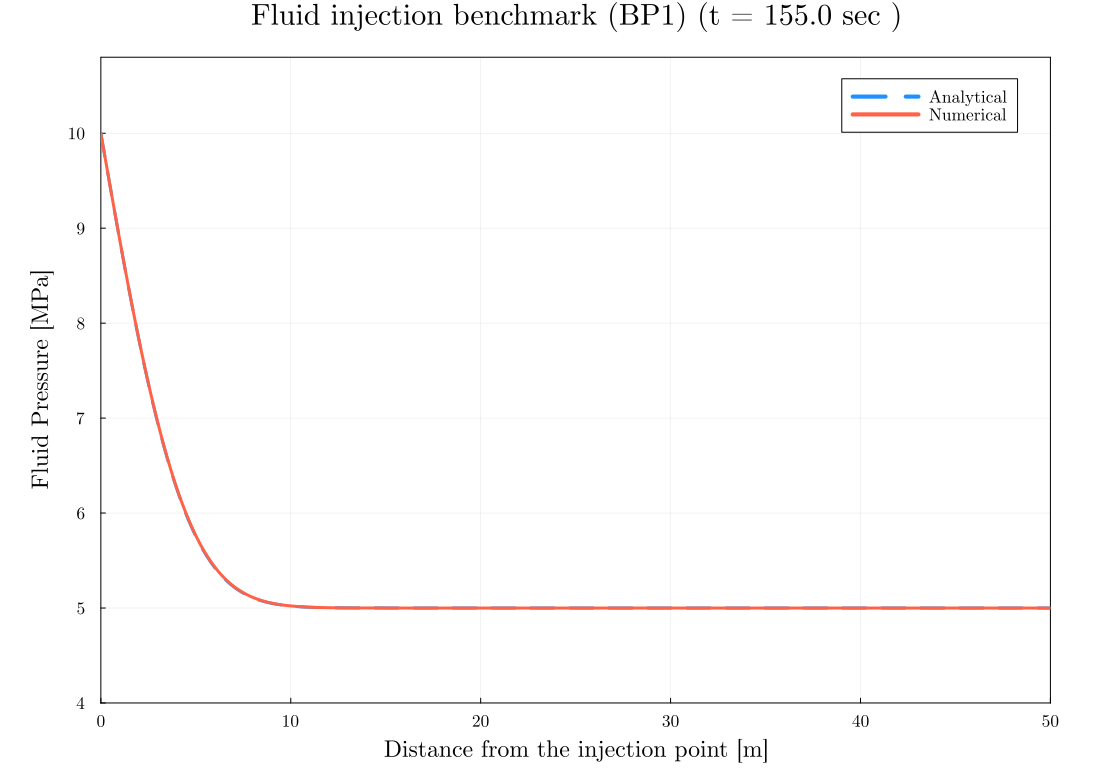 Fluid injection benchmark (BP1) (t = 155.0 sec )
Analytical
Numerical
10
9
8
7
6
5
4
Fluid Pressure [MPa]
0 10 20 30 40 50
Distance from the injection point [m]